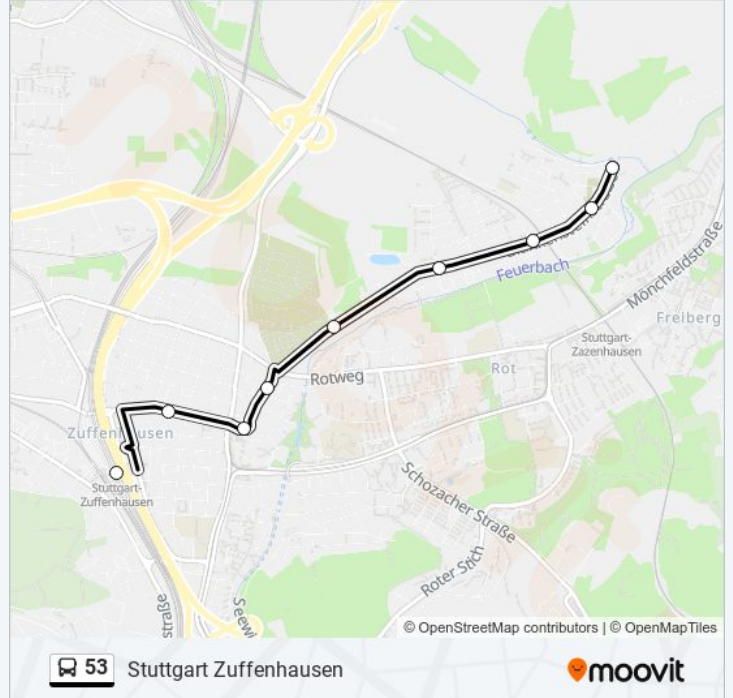 Feuerbach
Mönchfeldstraße
Freiberg
Stuttgart-
Zazenhausen
Rot
Rotweg
Zuffenhausen
Stuttgart-
Zuffenhausen
Schozacher Straße
Roter Stich
straße
Seewi
© OpenStreetMap contributors | © OpenMapTiles
53 Stuttgart Zuffenhausen
moovit